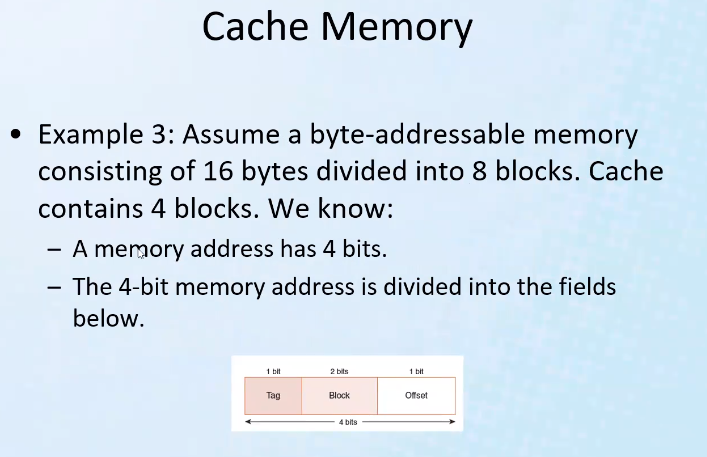 Cache Memory
• Example 3: Assume a byte-addressable memory
consisting of 16 bytes divided into 8 blocks. Cache
contains 4 blocks. We know:
– A memory address has 4 bits.
– The 4-bit memory address is divided into the fields
below.
1 bit 2 bits 1 bit
Tag Block Offset
4 bits